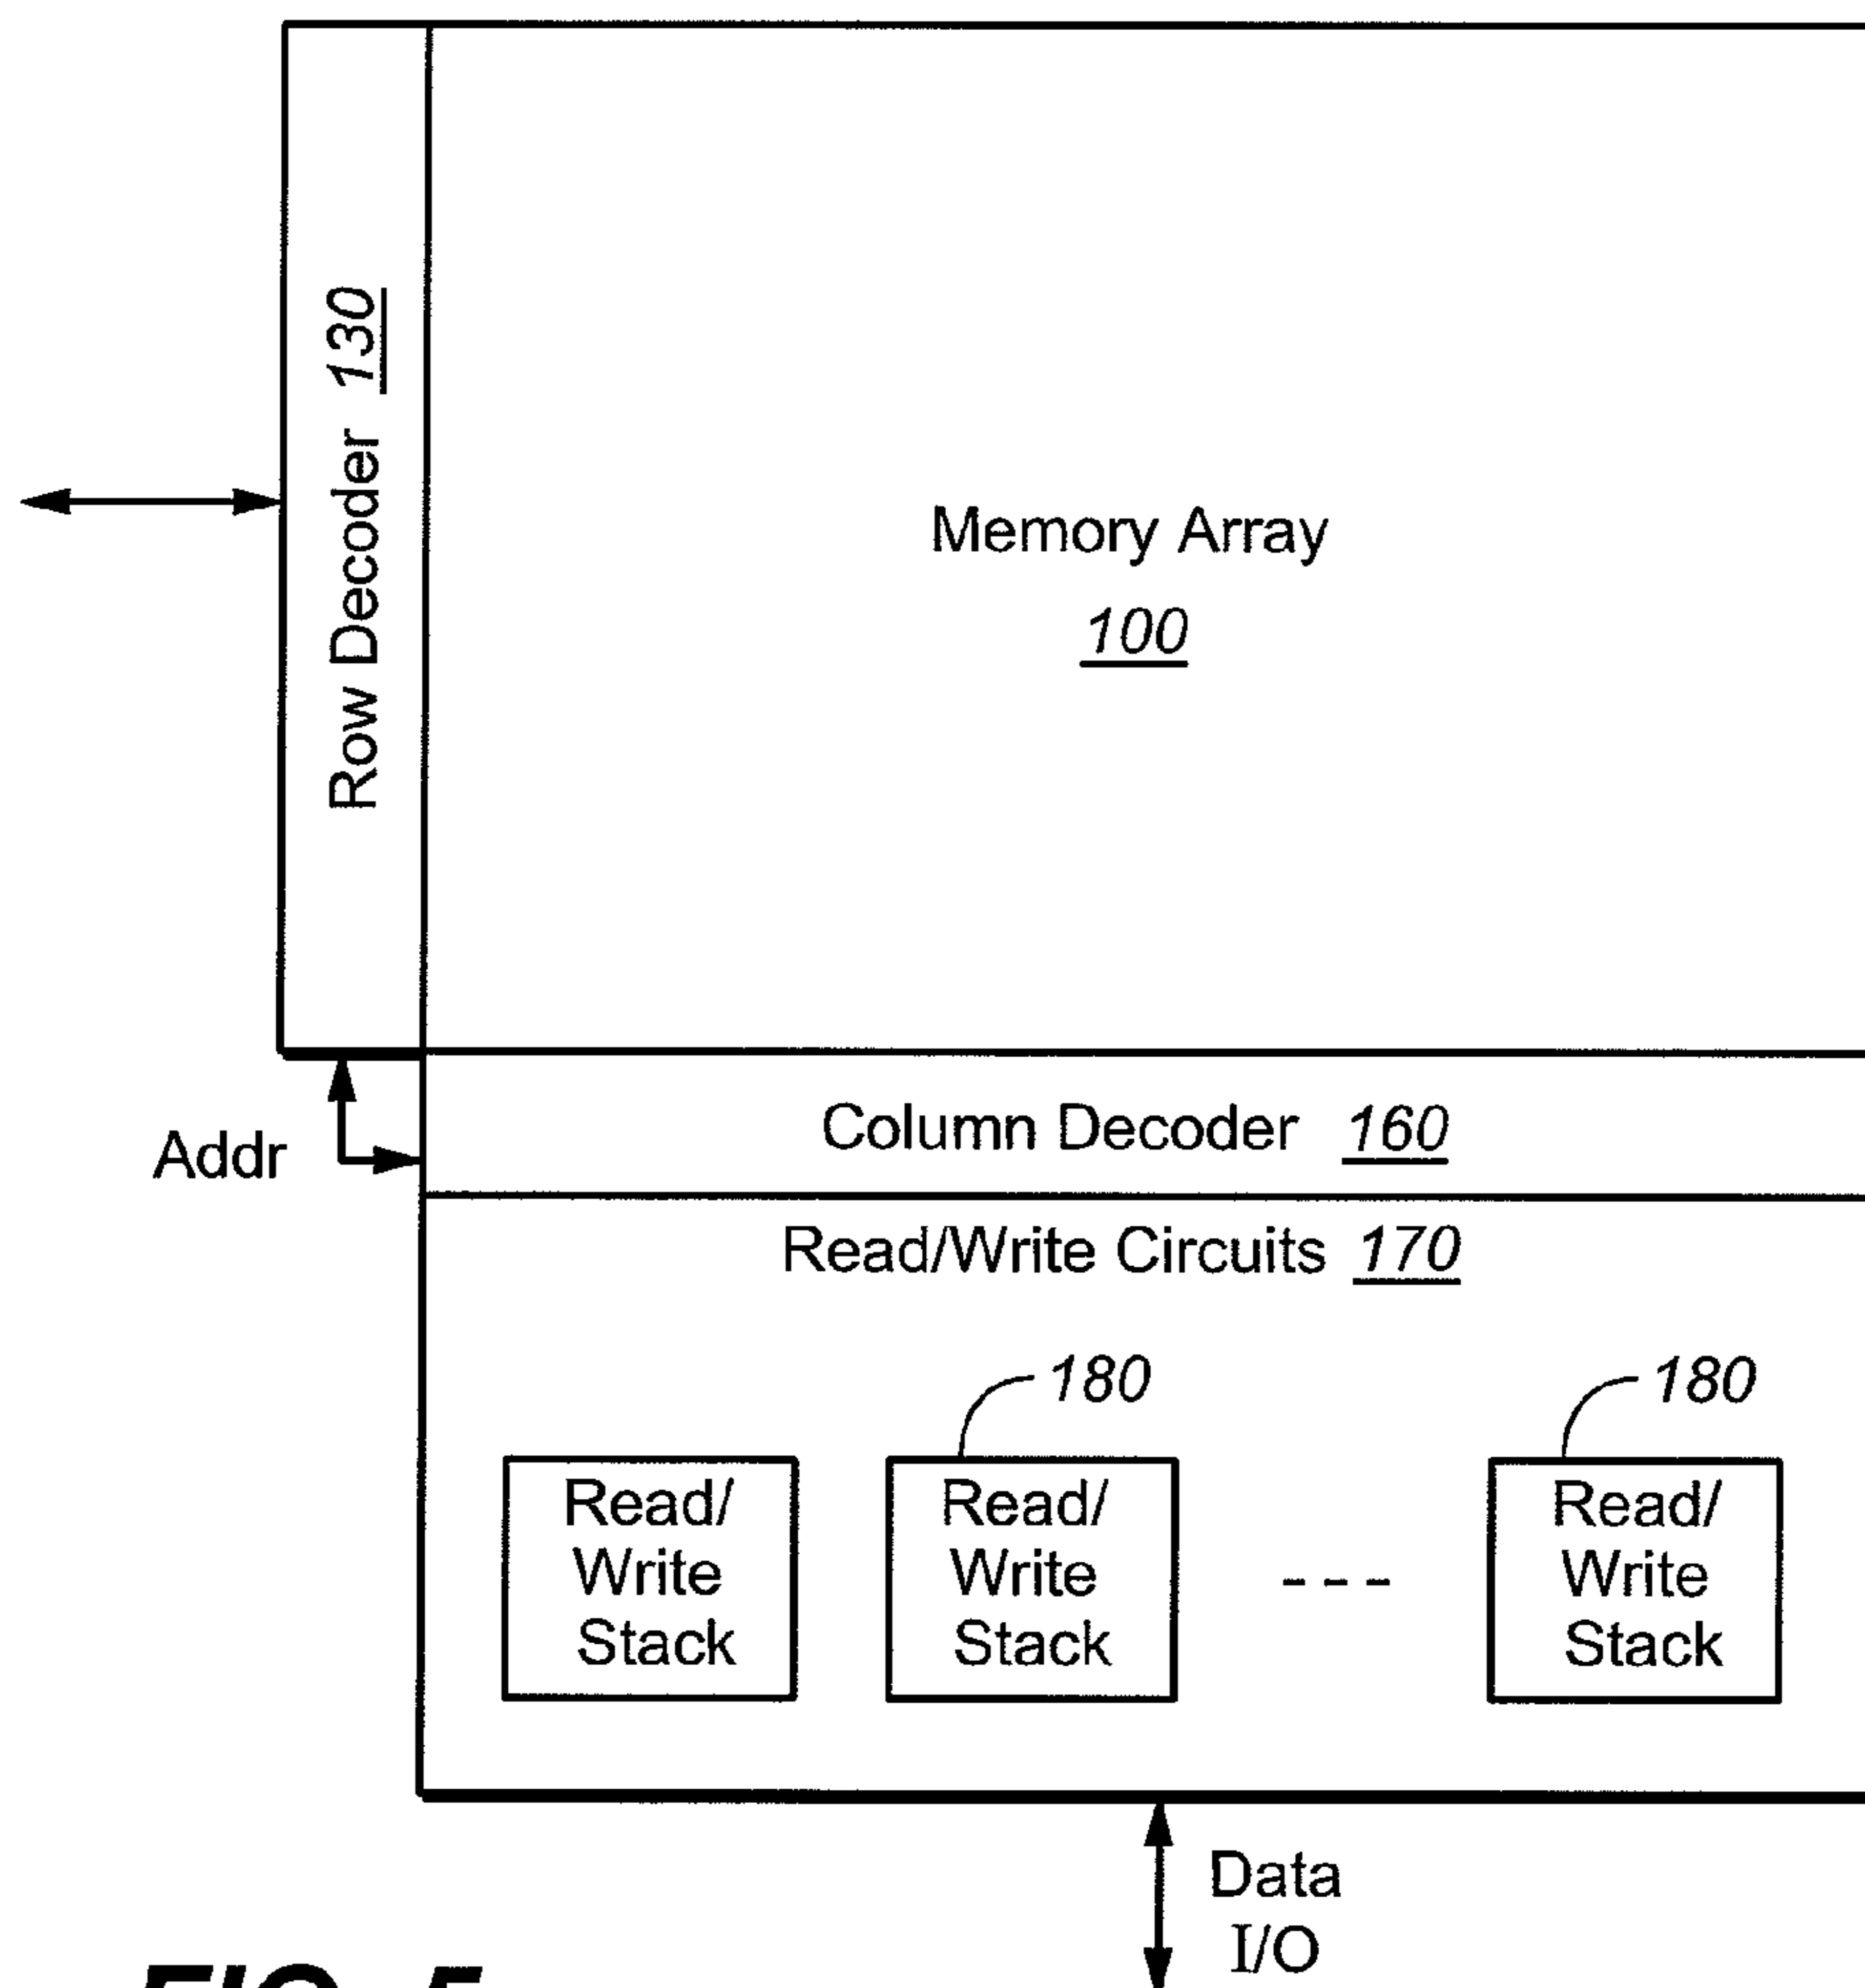 Row Decoder 130
Memory Array
100
Addr
Column Decoder 160
Read/Write Circuits 170
180
180
Read/
Write
Stack
Read/
Write
Stack
- - -
Read/
Write
Stack
Data
I/O